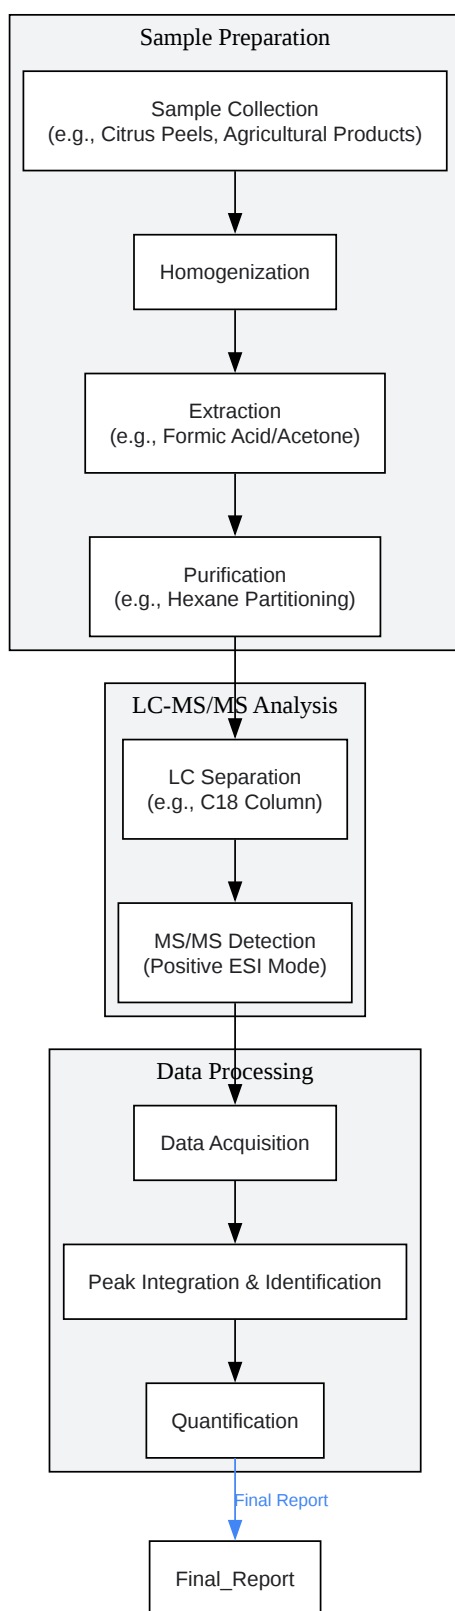 Sample Preparation
Sample Collection
(e.g., Citrus Peels, Agricultural Products)
Homogenization
Extraction
(e.g., Formic Acid/Acetone)
Purification
(e.g., Hexane Partitioning)
LC-MS/MS Analysis
LC Separation
(e.g., C18 Column)
MS/MS Detection
(Positive ESI Mode)
Data Processing
Data Acquisition
Peak Integration & Identification
Quantification
Final Report
Final_Report